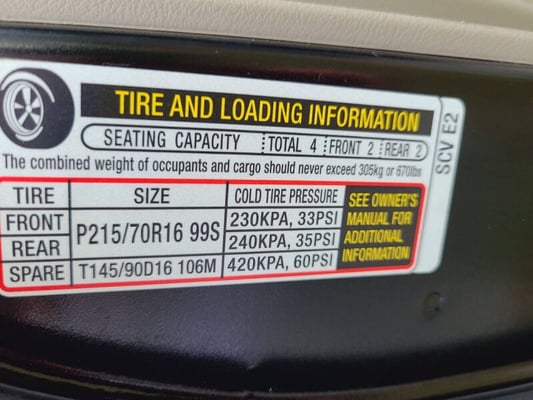 TIRE AND LOADING INFORMATION
SEATING CAPACITY TOTAL 4 FRONT 2 REAR 2
The combined weight of occupants and cargo should never exceed 305kg or 670lbs
TIRE SIZE COLD TIRE PRESSURE
FRONT P215/70R16 99S 230KPA, 33PSI
REAR 240KPA, 35PSI
SPARE T145/90D16 106M 420KPA, 60PSI
SEE OWNER'S
MANUAL FOR
ADDITIONAL
INFORMATION
SCV E2